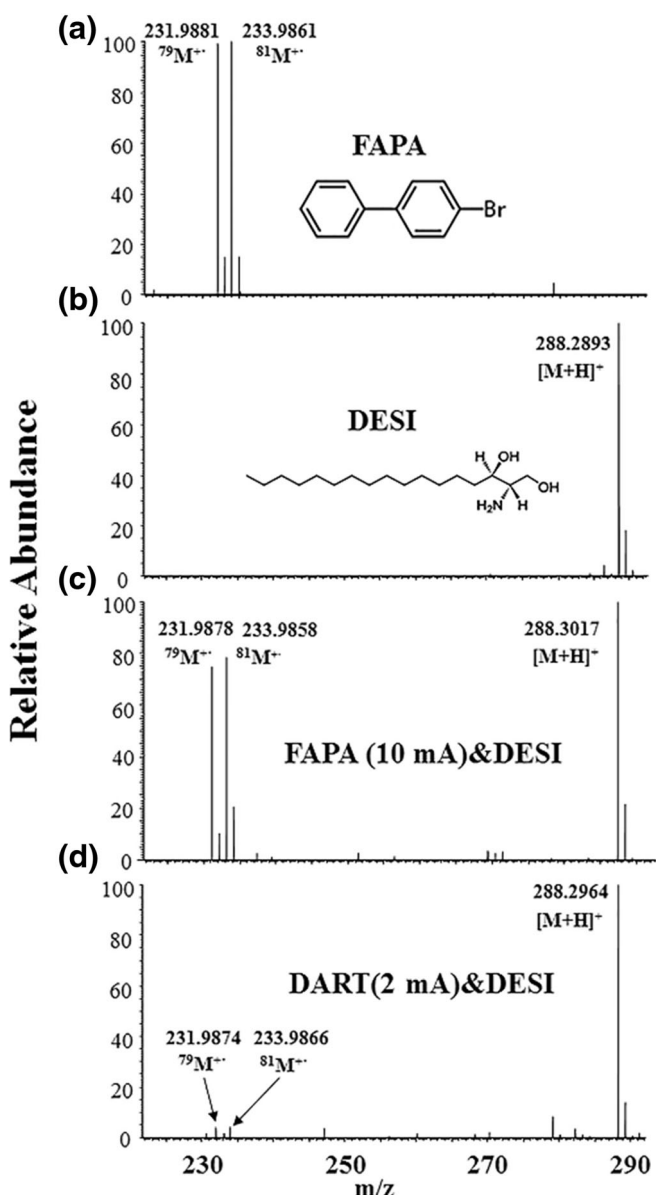 (a)
231.9881 233.9861
⁷⁹M⁺· ⁸¹M⁺·
FAPA
Br
100
80
60
40
20
0
(b)
288.2893
[M+H]⁺
DESI
H OH
OH
H₂N H
100
80
60
40
20
0
(c)
231.9878 233.9858
⁷⁹M⁺· ⁸¹M⁺·
288.3017
[M+H]⁺
FAPA (10 mA)&DESI
100
80
60
40
20
0
(d)
288.2964
[M+H]⁺
DART(2 mA)&DESI
231.9874 233.9866
⁷⁹M⁺· ⁸¹M⁺·
100
80
60
40
20
0
230 250 270 290
m/z
Relative Abundance